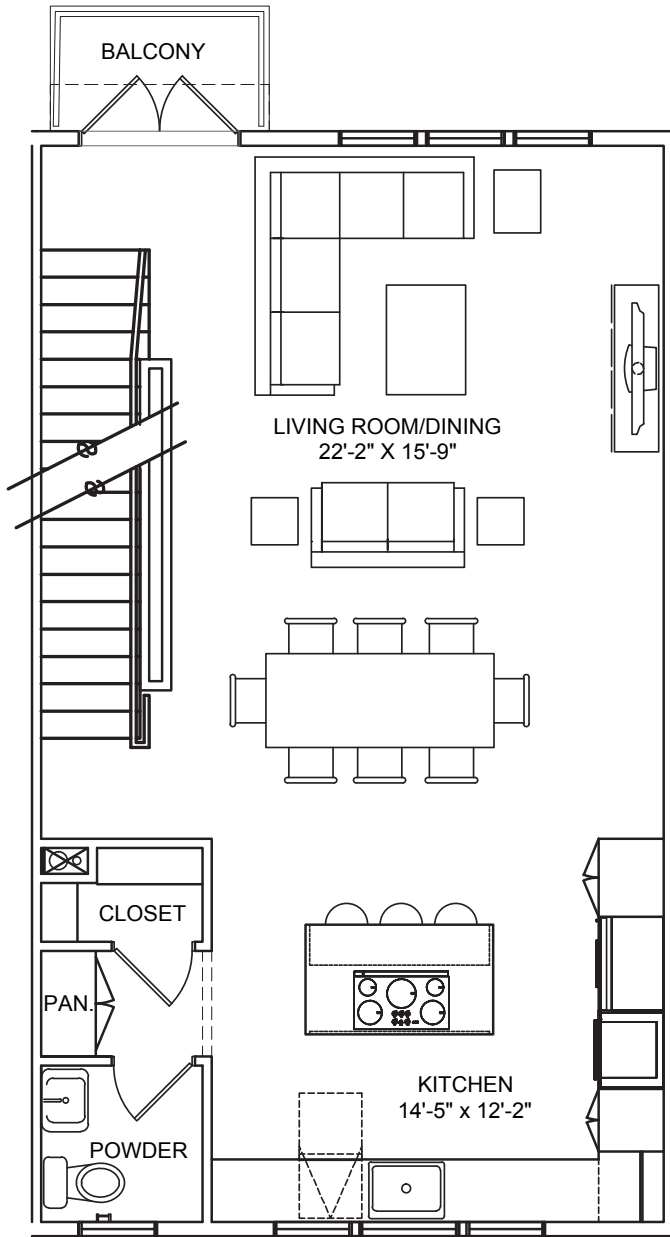 BALCONY
LIVING ROOM/DINING
22'-2" X 15'-9"
CLOSET
PAN.
KITCHEN
14'-5" x 12'-2"
POWDER